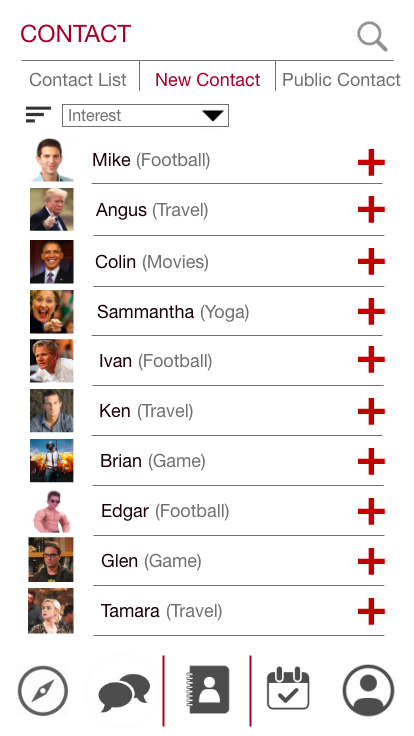 CONTACT
Contact List New Contact Public Contact
Interest
Mike (Football)
Angus (Travel)
Colin (Movies)
Sammantha (Yoga)
Ivan (Football)
Ken (Travel)
Brian (Game)
Edgar (Football)
Glen (Game)
Tamara (Travel)